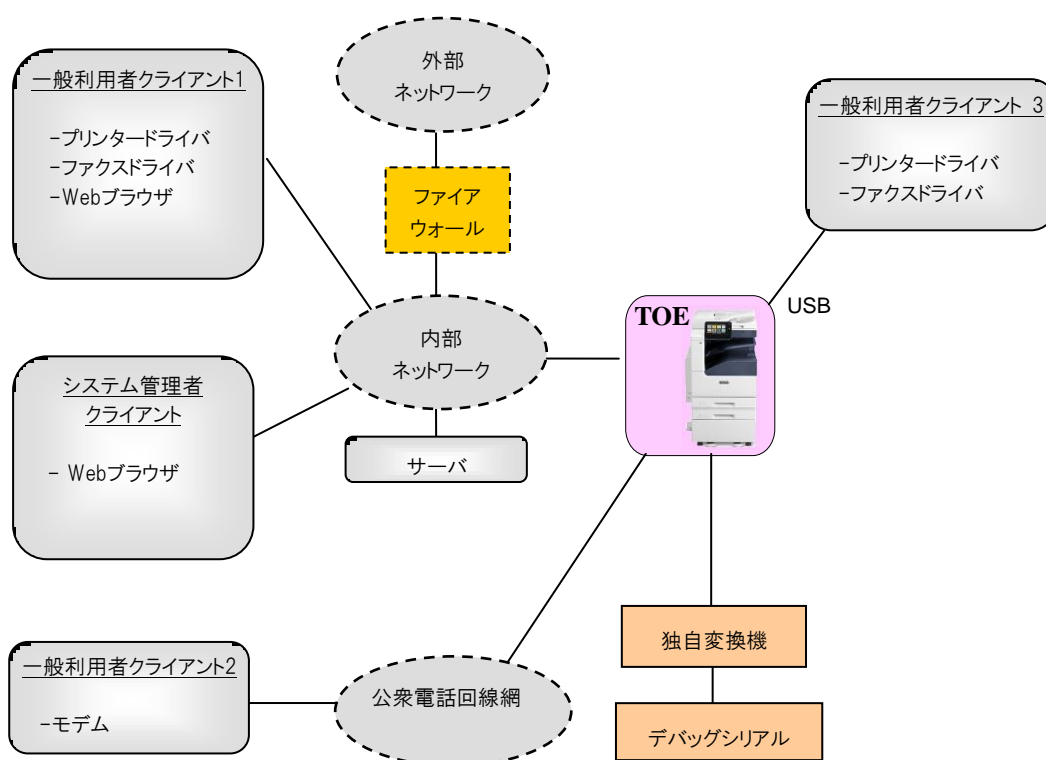 一般利用者クライアント1
-プリンタードライバ
-ファクスドライバ
-Webブラウザ
外部
ネットワーク
一般利用者クライアント 3
-プリンタードライバ
-ファクスドライバ
ファイア
ウォール
TOE
USB
内部
ネットワーク
システム管理者
クライアント
- Webブラウザ
サーバ
独自変換機
一般利用者クライアント2
-モデム
公衆電話回線網
デバッグシリアル